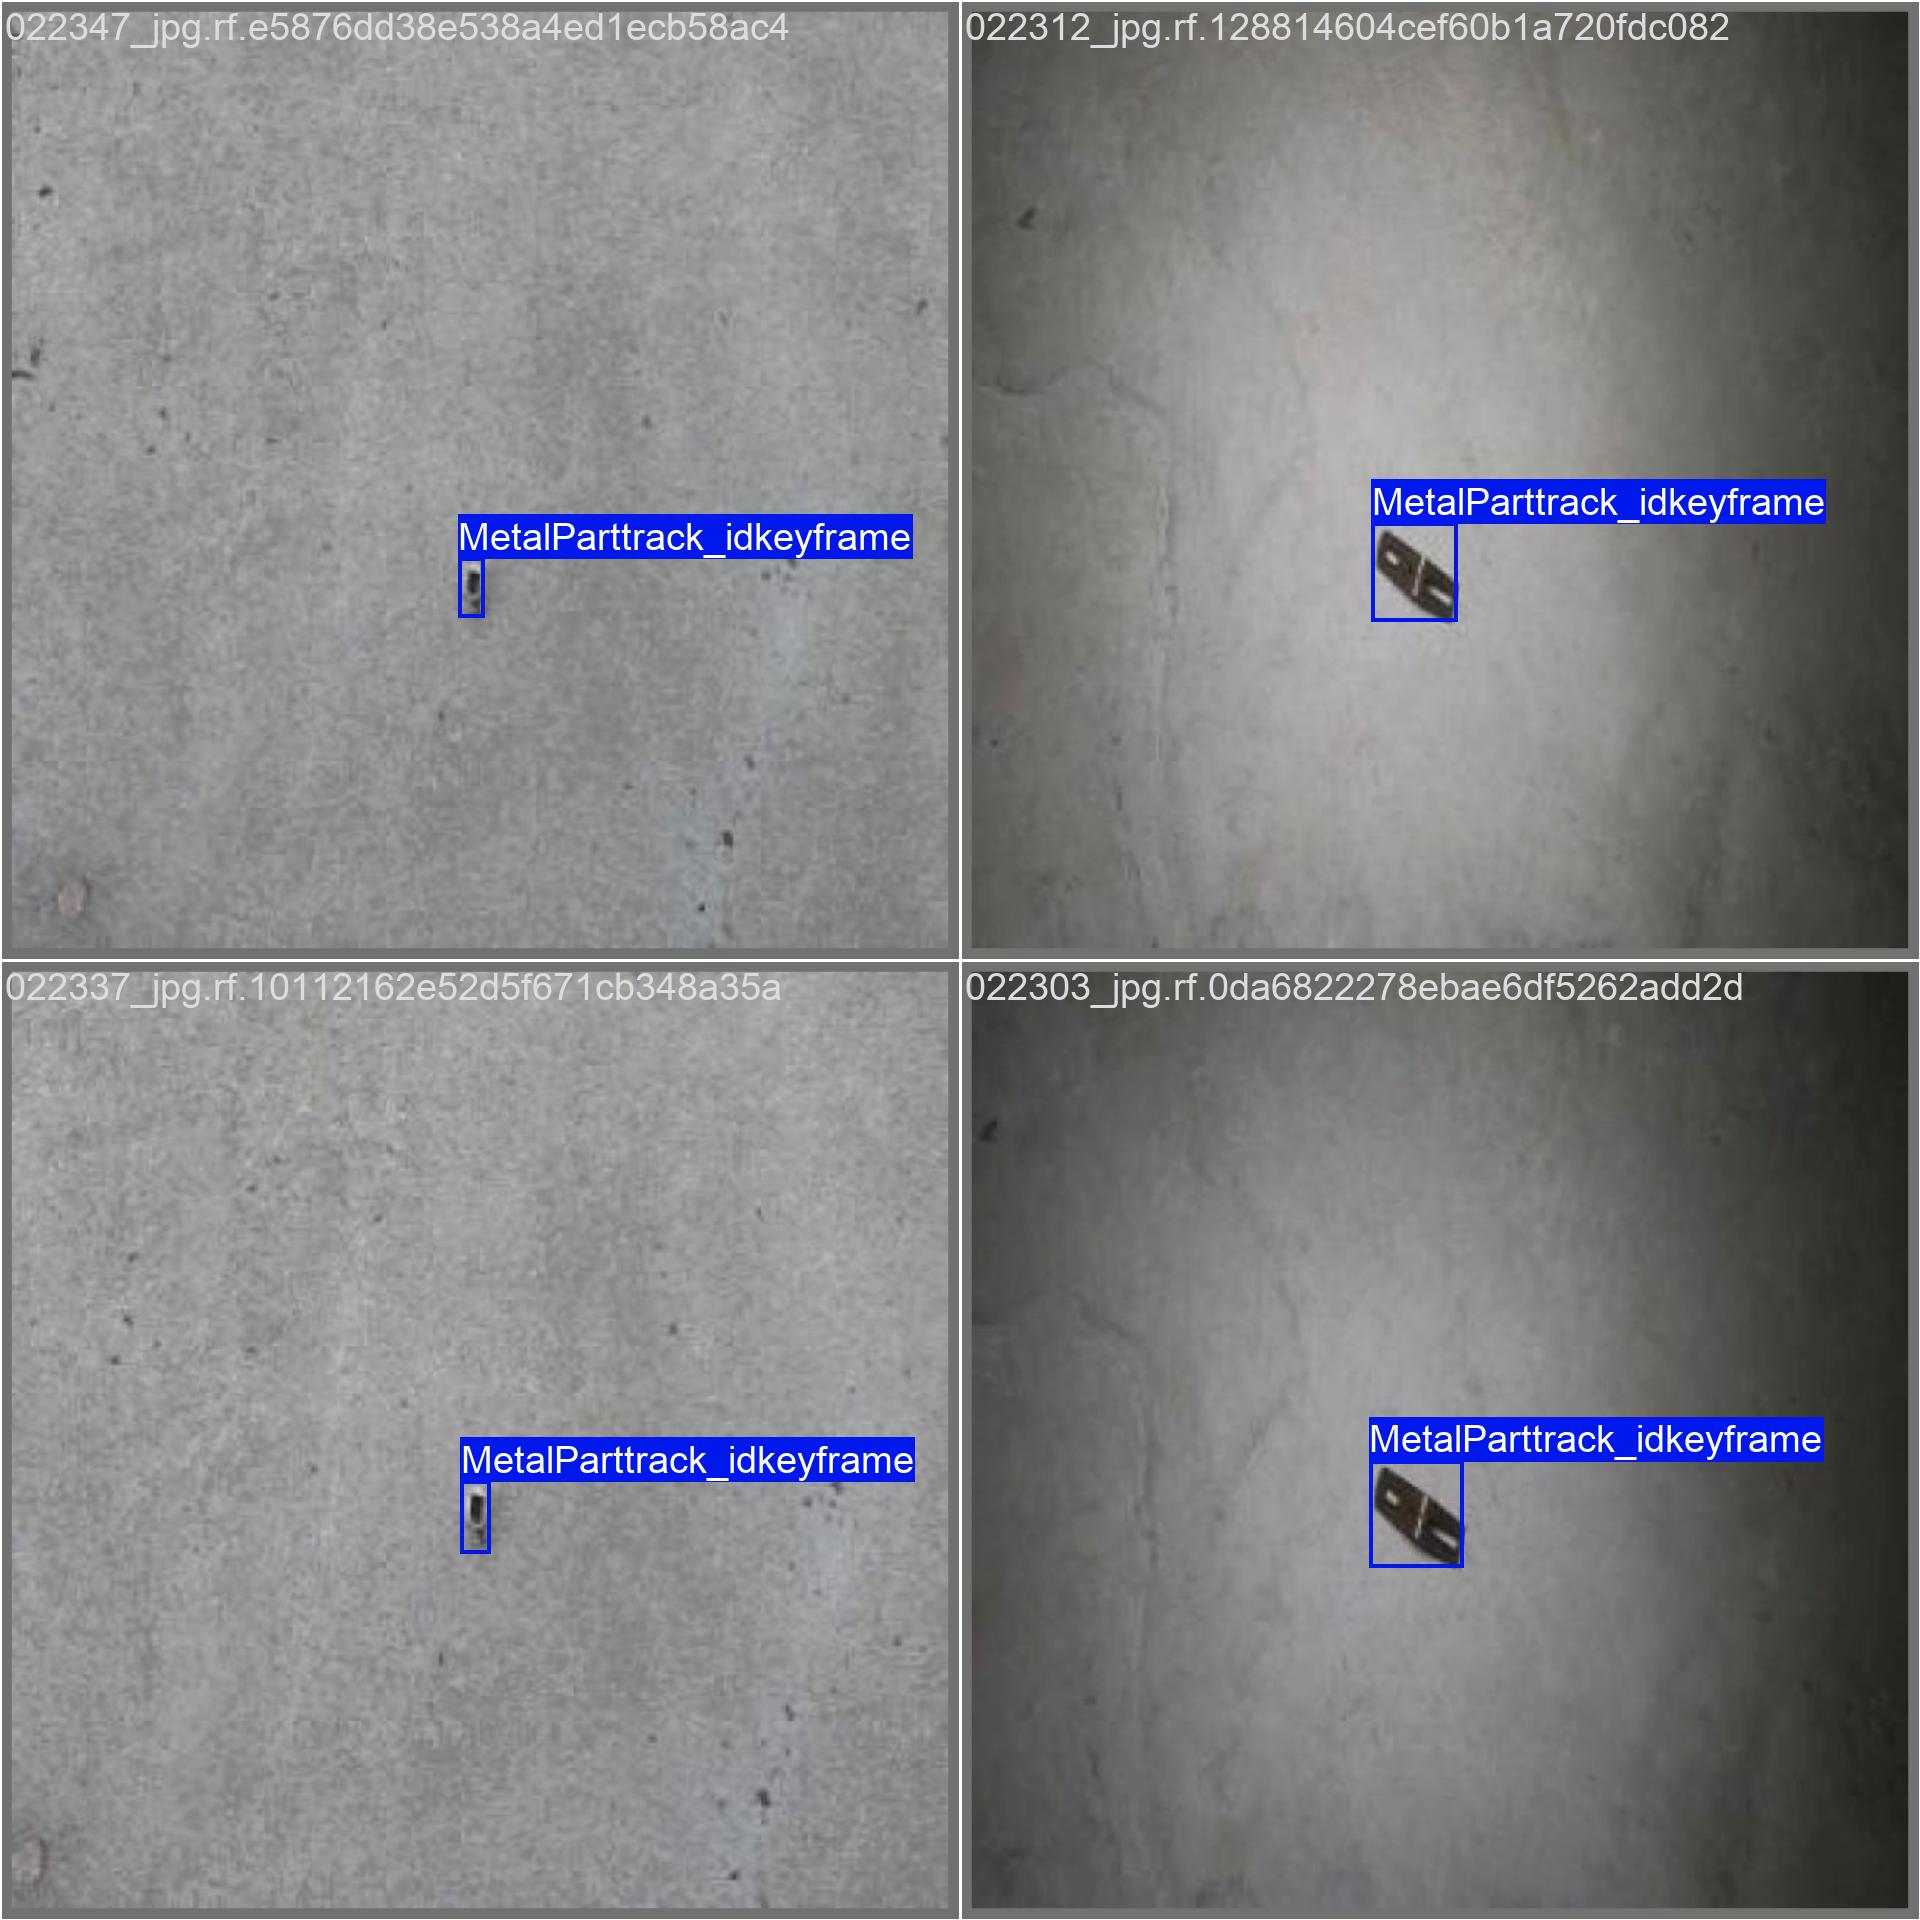 022347_jpg.rf.e5876dd38e538a4ed1ecb58ac4
022312_jpg.rf.128814604cef60b1a720fdc082
MetalParttrack_idkeyframe
MetalParttrack_idkeyframe
022337_jpg.rf.10112162e52d5f671cb348a35a
022303_jpg.rf.0da6822278ebae6df5262add2d
MetalParttrack_idkeyframe
MetalParttrack_idkeyframe